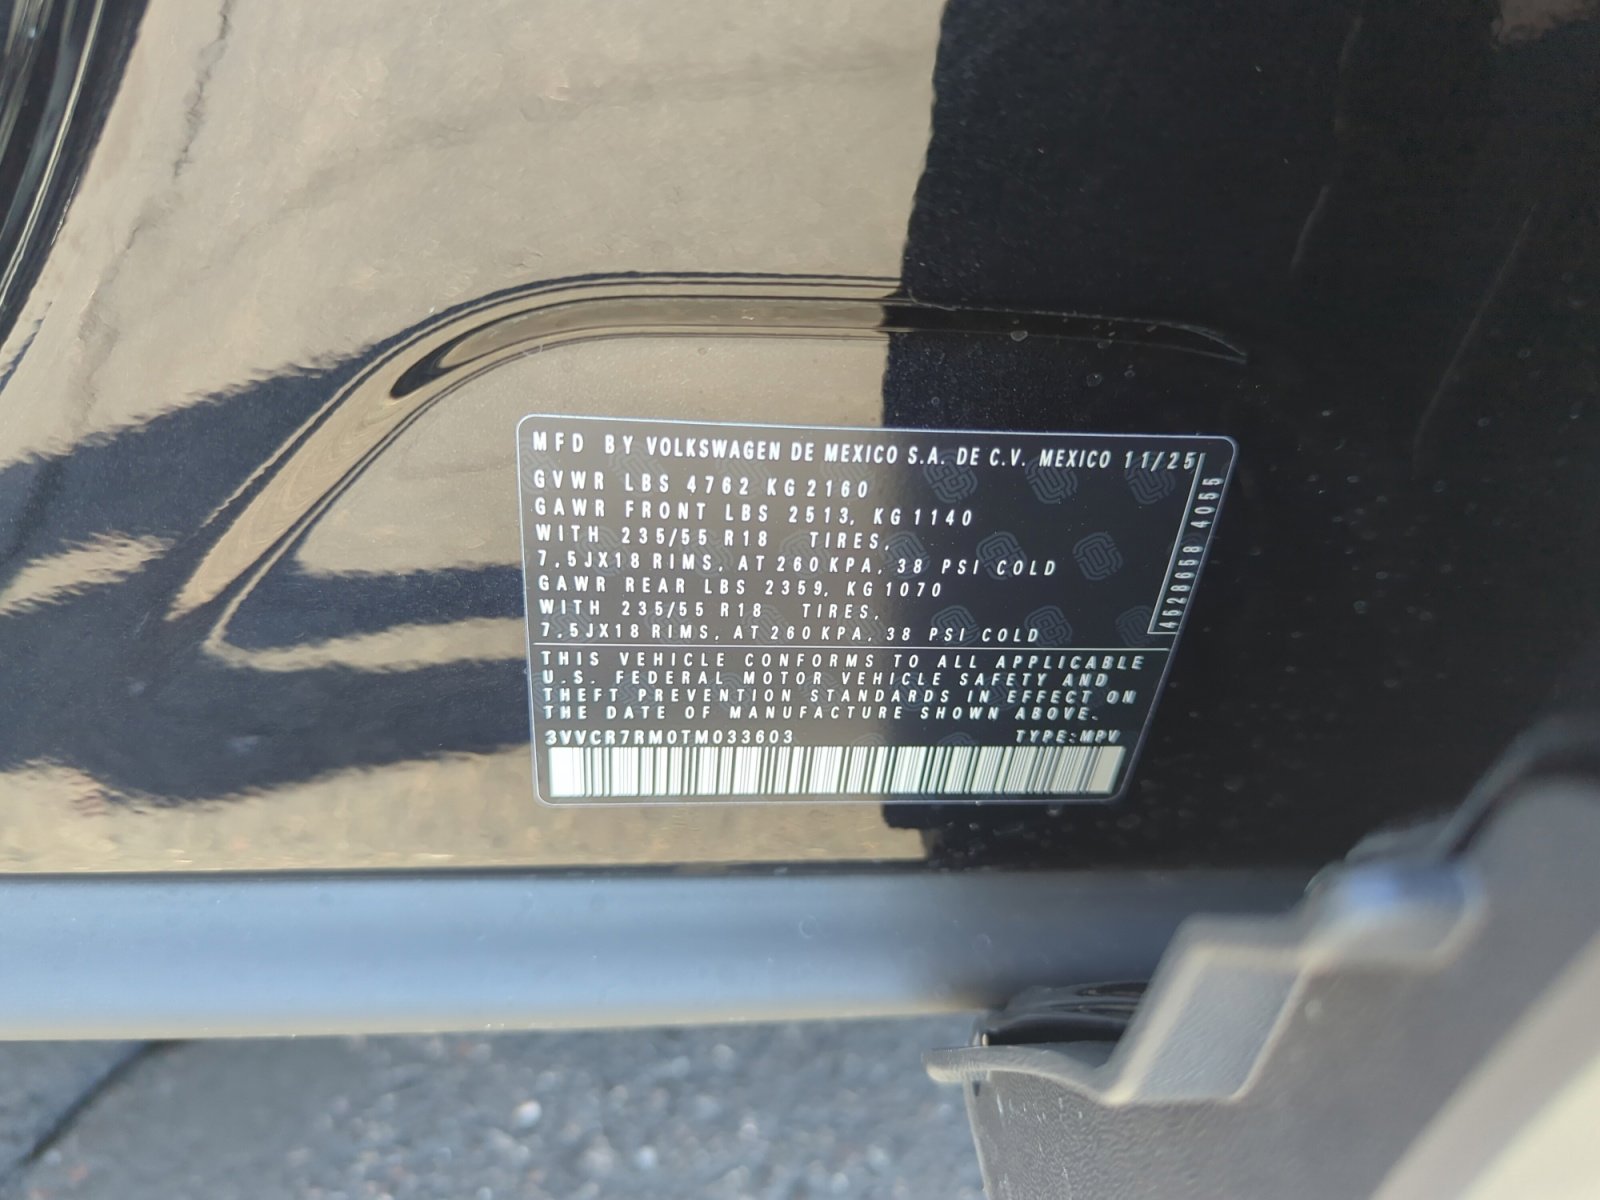 MFD BY VOLKSWAGEN DE MEXICO S.A. DE C.V. MEXICO 11/25
GVWR LBS 4762 KG 2160
GAWR FRONT LBS 2513, KG 1140
WITH 235/55 R18 TIRES,
7,5JX18 RIMS, AT 260 KPA, 38 PSI COLD
GAWR REAR LBS 2359, KG 1070
WITH 235/55 R18 TIRES,
7,5JX18 RIMS, AT 260 KPA, 38 PSI COLD
4528658 4055
THIS VEHICLE CONFORMS TO ALL APPLICABLE
U.S. FEDERAL MOTOR VEHICLE SAFETY AND
THEFT PREVENTION STANDARDS IN EFFECT ON
THE DATE OF MANUFACTURE SHOWN ABOVE.
3VVCR7RM0TM033603 TYPE:MPV